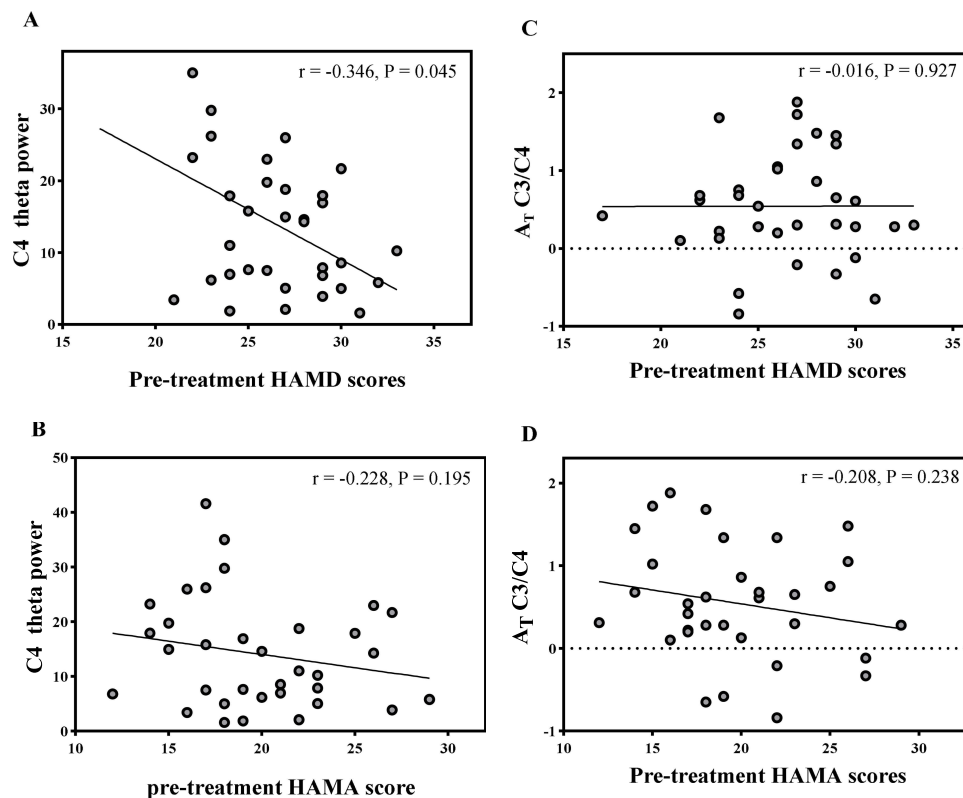 A
r = -0.346, P = 0.045
C4 theta power
30
20
10
0
15
20
25
30
35
Pre-treatment HAMD scores
C
r = -0.016, P = 0.927
A_T C3/C4
2
1
0
-1
15
20
25
30
35
Pre-treatment HAMD scores
B
r = -0.228, P = 0.195
C4 theta power
50
40
30
20
10
0
10
15
20
25
30
pre-treatment HAMA score
D
r = -0.208, P = 0.238
A_T C3/C4
2
1
0
-1
10
15
20
25
30
Pre-treatment HAMA scores